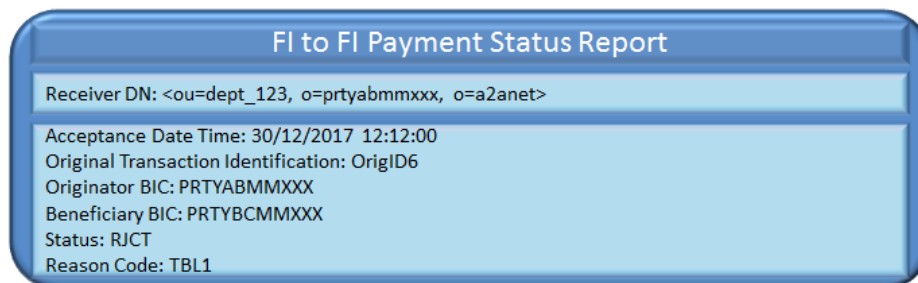 FI to FI Payment Status Report
Receiver DN: <ou=dept_123, o=prtyabmmxxx, o=a2anet>
Acceptance Date Time: 30/12/2017 12:12:00
Original Transaction Identification: OrigID6
Originator BIC: PRTYABMMXXX
Beneficiary BIC: PRTYBCMMXXX
Status: RJCT
Reason Code: TBL1